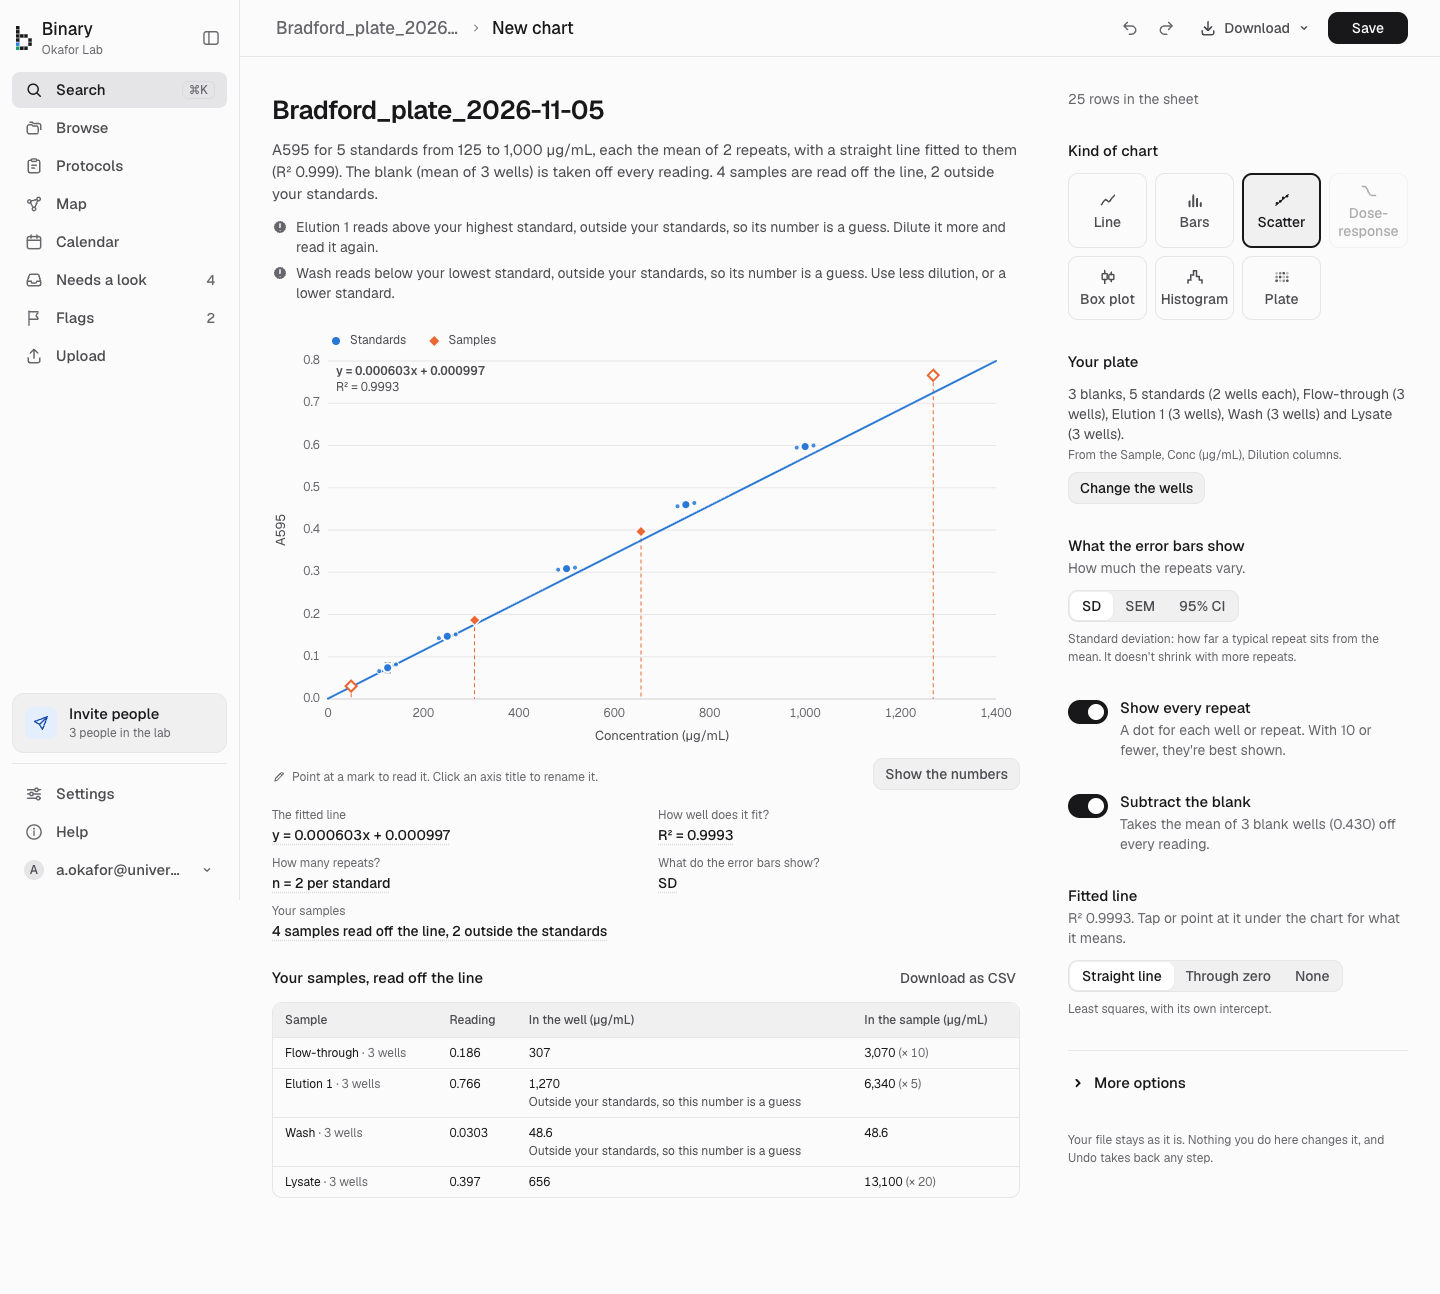 Binary
Okafor Lab
Search ⌘K
Browse
Protocols
Map
Calendar
Needs a look 4
Flags 2
Upload
Invite people
3 people in the lab
Settings
Help
A a.okafor@univer...
Bradford_plate_2026... › New chart
Download
Save
Bradford_plate_2026-11-05
A595 for 5 standards from 125 to 1,000 µg/mL, each the mean of 2 repeats, with a straight line fitted to them
(R² 0.999). The blank (mean of 3 wells) is taken off every reading. 4 samples are read off the line, 2 outside
your standards.
Elution 1 reads above your highest standard, outside your standards, so its number is a guess. Dilute it more and
read it again.
Wash reads below your lowest standard, outside your standards, so its number is a guess. Use less dilution, or a
lower standard.
Standards Samples
y = 0.000603x + 0.000997
R² = 0.9993
0.8
0.7
0.6
0.5
0.4
0.3
0.2
0.1
0.0
A595
0 200 400 600 800 1,000 1,200 1,400
Concentration (µg/mL)
Point at a mark to read it. Click an axis title to rename it.
Show the numbers
The fitted line
y = 0.000603x + 0.000997
How well does it fit?
R² = 0.9993
How many repeats?
n = 2 per standard
What do the error bars show?
SD
Your samples
4 samples read off the line, 2 outside the standards
Your samples, read off the line
Download as CSV
Sample Reading In the well (µg/mL) In the sample (µg/mL)
Flow-through · 3 wells 0.186 307 3,070 (× 10)
Elution 1 · 3 wells 0.766 1,270 6,340 (× 5)
Outside your standards, so this number is a guess
Wash · 3 wells 0.0303 48.6 48.6
Outside your standards, so this number is a guess
Lysate · 3 wells 0.397 656 13,100 (× 20)
25 rows in the sheet
Kind of chart
Line
Bars
Scatter
Dose-
response
Box plot
Histogram
Plate
Your plate
3 blanks, 5 standards (2 wells each), Flow-through (3
wells), Elution 1 (3 wells), Wash (3 wells) and Lysate
(3 wells).
From the Sample, Conc (µg/mL), Dilution columns.
Change the wells
What the error bars show
How much the repeats vary.
SD SEM 95% CI
Standard deviation: how far a typical repeat sits from the
mean. It doesn't shrink with more repeats.
Show every repeat
A dot for each well or repeat. With 10 or
fewer, they're best shown.
Subtract the blank
Takes the mean of 3 blank wells (0.430) off
every reading.
Fitted line
R² 0.9993. Tap or point at it under the chart for what
it means.
Straight line Through zero None
Least squares, with its own intercept.
More options
Your file stays as it is. Nothing you do here changes it, and
Undo takes back any step.